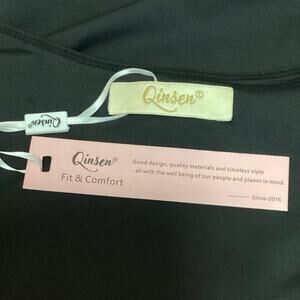 Qinsen®
Qinsen
Qinsen®
Fit & Comfort
Good design, quality materials and timeless style
- all with the well being of our people and planet in mind.
Since-2016